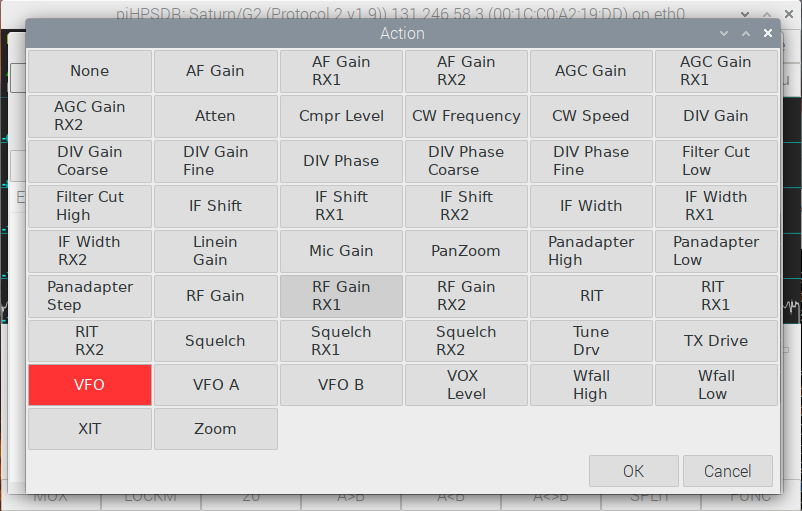 piHPSDR: Saturn/G2 (Protocol 2 v1.9)) 131.246.58.3 (00:1C:C0:A2:19:DD) on eth0
Action
None
AF Gain
AF Gain
RX1
AF Gain
RX2
AGC Gain
AGC Gain
RX1
AGC Gain
RX2
Atten
Cmpr Level
CW Frequency
CW Speed
DIV Gain
DIV Gain
Coarse
DIV Gain
Fine
DIV Phase
DIV Phase
Coarse
DIV Phase
Fine
Filter Cut
Low
Filter Cut
High
IF Shift
IF Shift
RX1
IF Shift
RX2
IF Width
IF Width
RX1
IF Width
RX2
Linein
Gain
Mic Gain
PanZoom
Panadapter
High
Panadapter
Low
Panadapter
Step
RF Gain
RF Gain
RX1
RF Gain
RX2
RIT
RIT
RX1
RIT
RX2
Squelch
Squelch
RX1
Squelch
RX2
Tune
Drv
TX Drive
VFO
VFO A
VFO B
VOX
Level
Wfall
High
Wfall
Low
XIT
Zoom
OK
Cancel
MOX
LOCKM
20
A>B
A<B
A<>B
SPLIT
FUNC